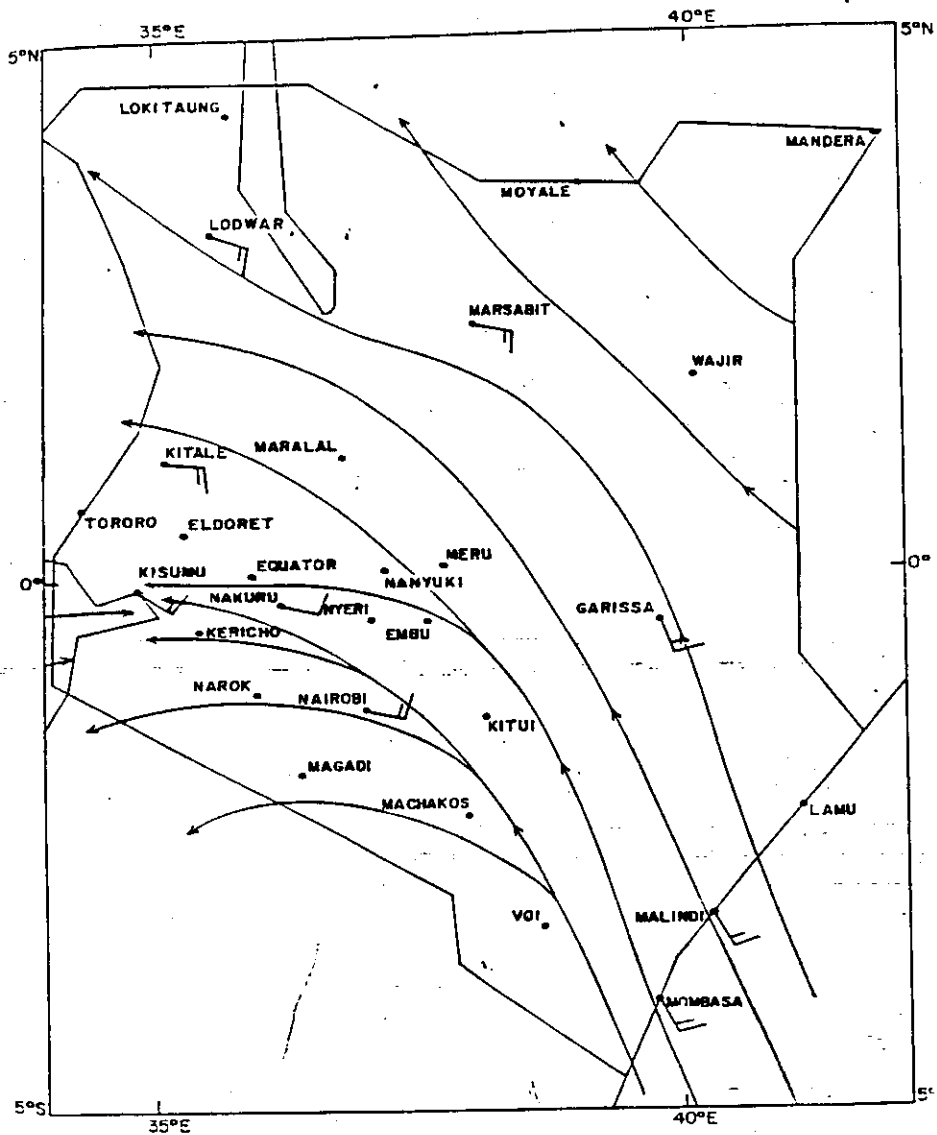 35°E
40°E
5°N
5°N
LOKITAUNG
MANDERA
MOYALE
LODWAR
MARSABIT
WAJIR
MARALAL
KITALE
TORORO
ELDORET
MERU
KISUMU
EQUATOR
NANYUKI
0°
0°
NAKURU
NYERI
GARISSA
KERICHO
EMBU
NAROK
NAIROBI
KITUI
MAGADI
MACHAKOS
LAMU
VOI
MALINDI
MOMBASA
5°S
5°
35°E
40°E